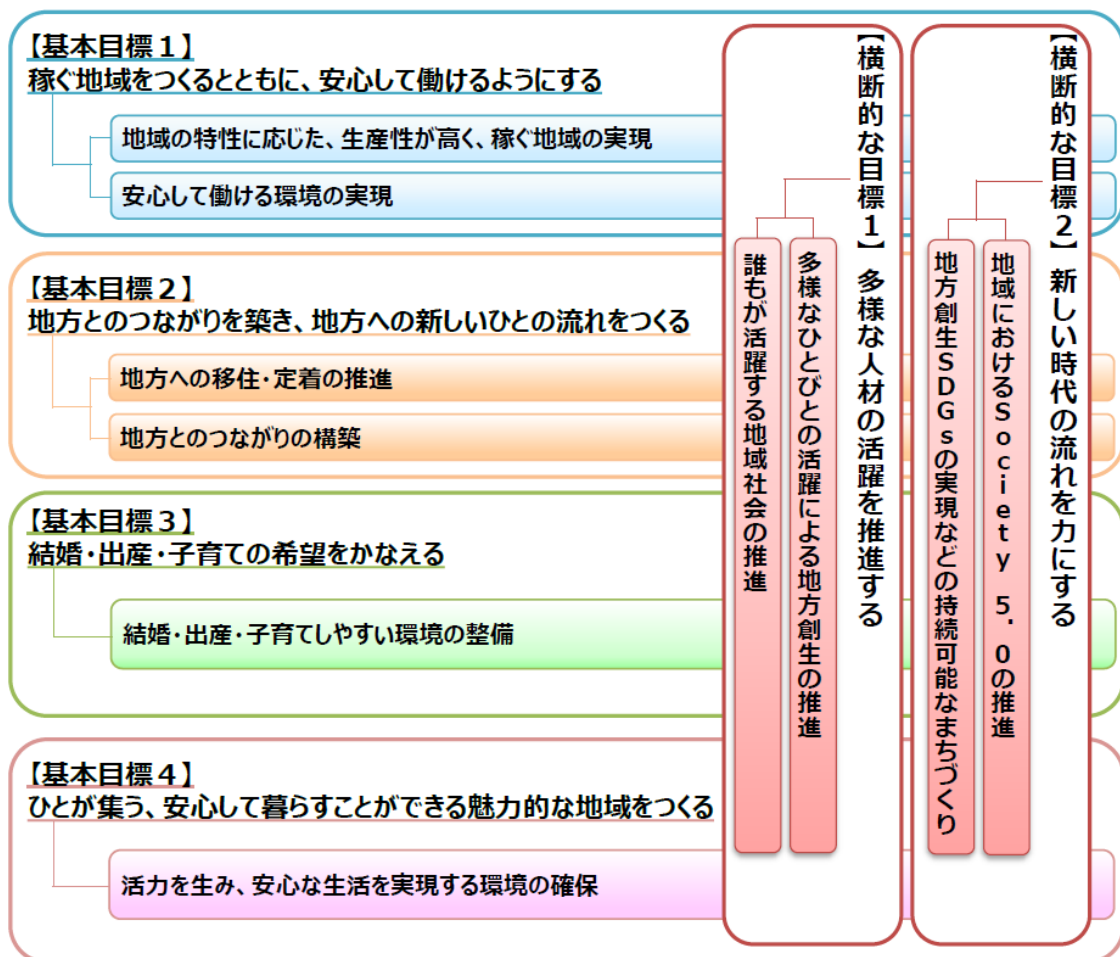 【基本目標1】
稼ぐ地域をつくるとともに、安心して働けるようにする
地域の特性に応じた、生産性が高く、稼ぐ地域の実現
安心して働ける環境の実現
【基本目標2】
地方とのつながりを築き、地方への新しいひとの流れをつくる
地方への移住・定着の推進
地方とのつながりの構築
【基本目標3】
結婚・出産・子育ての希望をかなえる
結婚・出産・子育てしやすい環境の整備
【基本目標4】
ひとが集う、安心して暮らすことができる魅力的な地域をつくる
活力を生み、安心な生活を実現する環境の確保
【横断的な目標1】多様な人材の活躍を推進する
多様なひとびとの活躍による地方創生の推進
誰もが活躍する地域社会の推進
【横断的な目標2】新しい時代の流れを力にする
地域におけるSociety 5.0の推進
地方創生SDGsの実現などの持続可能なまちづくり